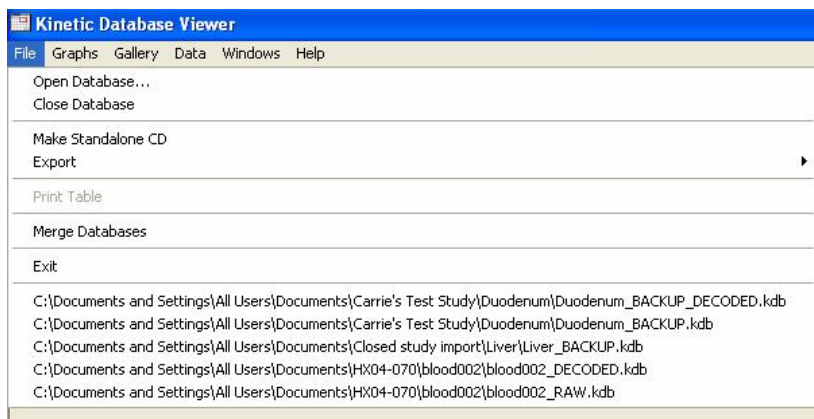 Kinetic Database Viewer
File Graphs Gallery Data Windows Help
Open Database...
Close Database
Make Standalone CD
Export
Print Table
Merge Databases
Exit
C:\Documents and Settings\All Users\Documents\Carrie's Test Study\Duodenum\Duodenum_BACKUP_DECODED.kdb
C:\Documents and Settings\All Users\Documents\Carrie's Test Study\Duodenum\Duodenum_BACKUP.kdb
C:\Documents and Settings\All Users\Documents\Closed study import\Liver\Liver_BACKUP.kdb
C:\Documents and Settings\All Users\Documents\HX04-070\blood002\blood002_DECODED.kdb
C:\Documents and Settings\All Users\Documents\HX04-070\blood002\blood002_RAW.kdb